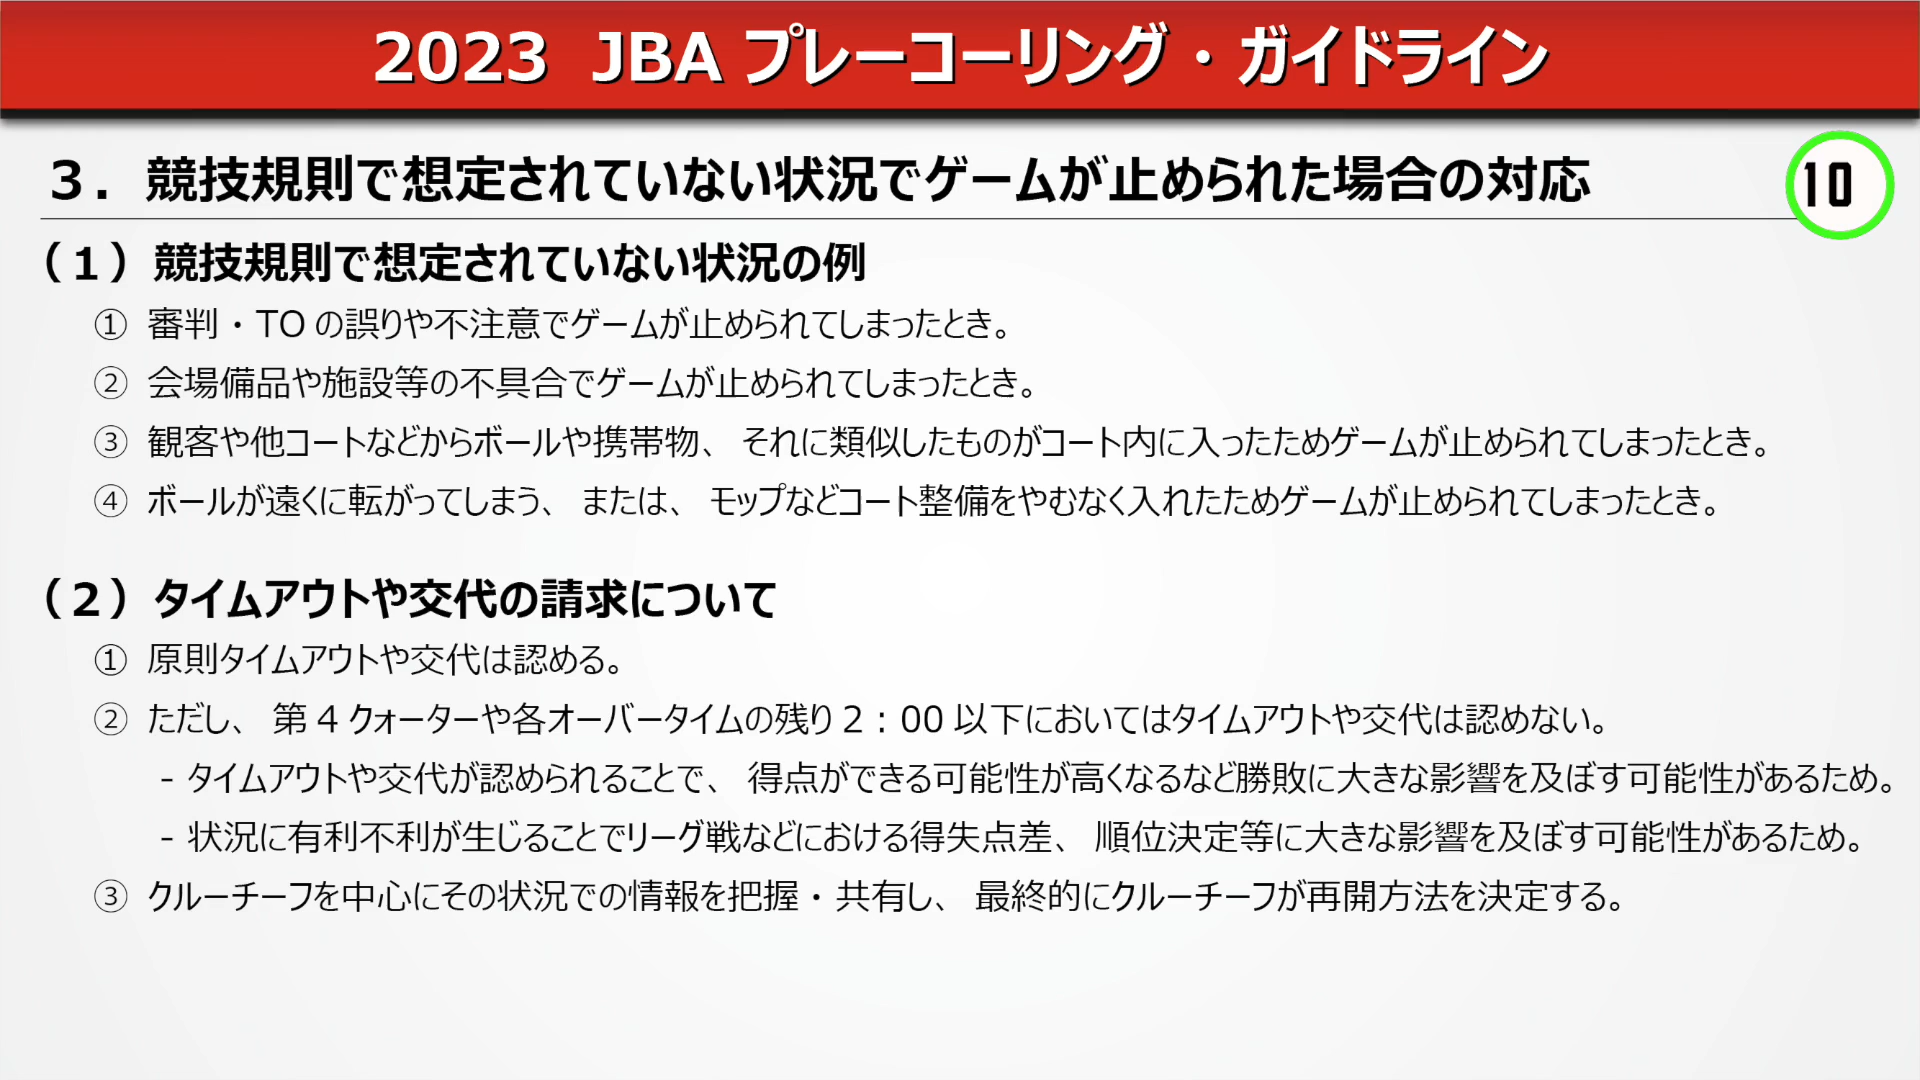 2023 JBA プレーコーリング・ガイドライン
３．競技規則で想定されていない状況でゲームが止められた場合の対応
10
（１）競技規則で想定されていない状況の例
① 審判・TO の誤りや不注意でゲームが止められてしまったとき。
② 会場備品や施設等の不具合でゲームが止められてしまったとき。
③ 観客や他コートなどからボールや携帯物、それに類似したものがコート内に入ったためゲームが止められてしまったとき。
④ ボールが遠くに転がってしまう、または、モップなどコート整備をやむなく入れたためゲームが止められてしまったとき。
（２）タイムアウトや交代の請求について
① 原則タイムアウトや交代は認める。
② ただし、第 4 クォーターや各オーバータイムの残り 2：00 以下においてはタイムアウトや交代は認めない。
- タイムアウトや交代が認められることで、得点ができる可能性が高くなるなど勝敗に大きな影響を及ぼす可能性があるため。
- 状況に有利不利が生じることでリーグ戦などにおける得失点差、順位決定等に大きな影響を及ぼす可能性があるため。
③ クルーチーフを中心にその状況での情報を把握・共有し、最終的にクルーチーフが再開方法を決定する。